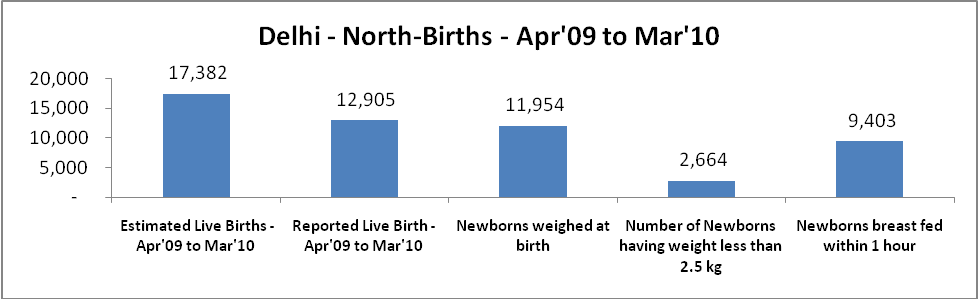 Delhi - North-Births - Apr'09 to Mar'10
20,000
15,000
10,000
5,000
-
17,382
12,905
11,954
2,664
9,403
Estimated Live Births -
Apr'09 to Mar'10
Reported Live Birth -
Apr'09 to Mar'10
Newborns weighed at
birth
Number of Newborns
having weight less than
2.5 kg
Newborns breast fed
within 1 hour